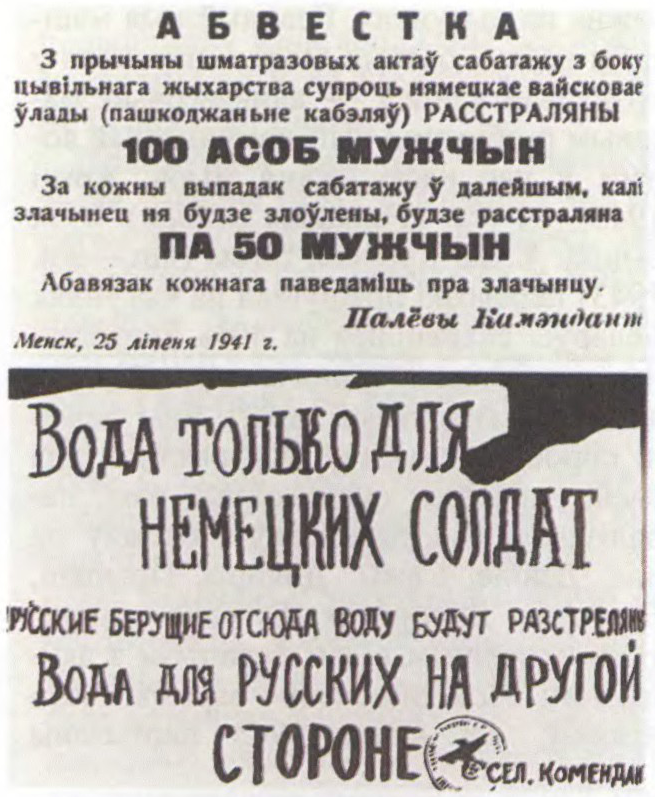 АБВЕСТКА
З прычыны шматразовых актаў сабатажу з боку
цывільнага жыхарства супроць нямецкае вайсковае
ўлады (пашкоджаньне кабэляў) РАССТРАЛЯНЫ
100 АСОБ МУЖЧЫН
За кожны выпадак сабатажу ў далейшым, калі
злачынец ня будзе злоўлены, будзе расстраляна
ПА 50 МУЖЧЫН
Абавязак кожнага паведаміць пра злачынцу.
Палёвы Камэндант
Менск, 25 ліпеня 1941 г.
ВОДА ТОЛЬКО ДЛЯ
НЕМЕЦКИХ СОЛДАТ
РУССКИЕ БЕРУЩИЕ ОТСЮДА ВОДУ БУДУТ РАЗСТРЕЛЯНЫ
ВОДА ДЛЯ РУССКИХ НА ДРУГОЙ
СТОРОНЕ
СЕЛ. КОМЕНДАН